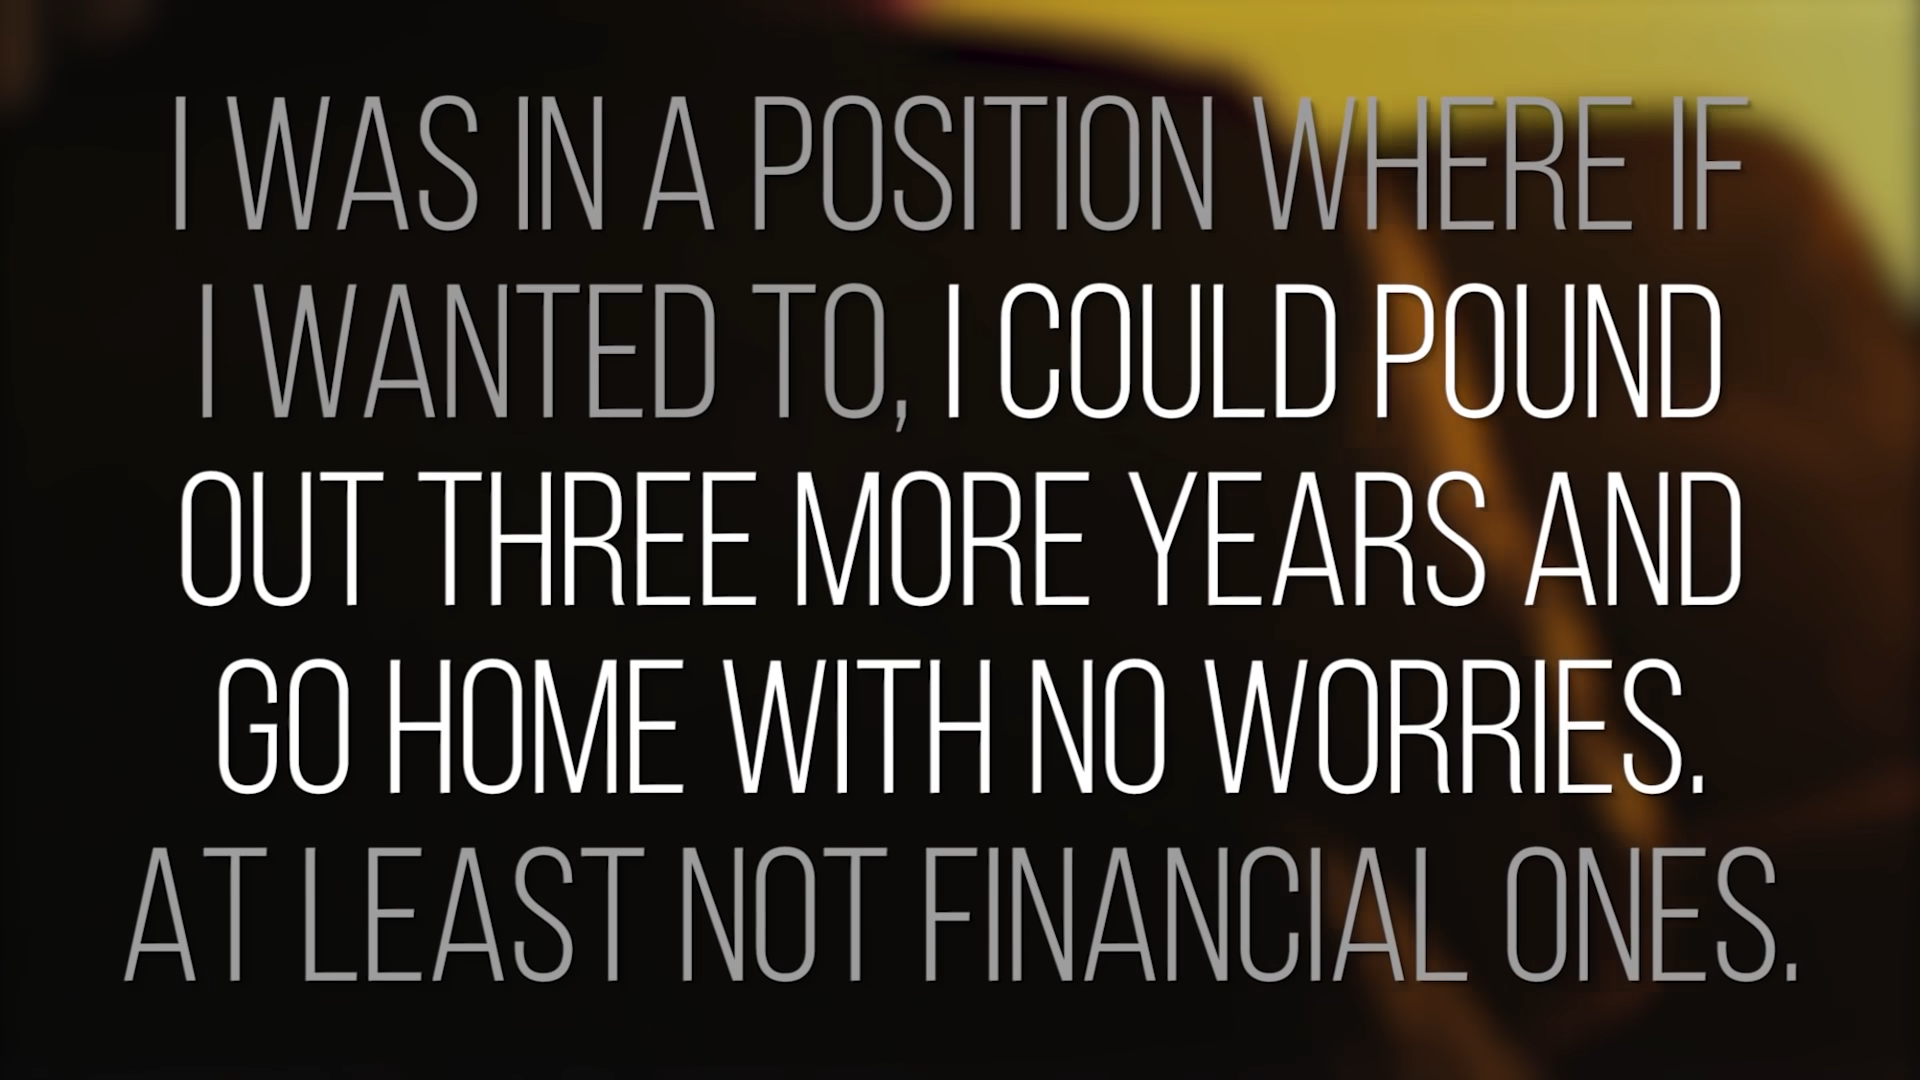 I WAS IN A POSITION WHERE IF
I WANTED TO, I COULD POUND
OUT THREE MORE YEARS AND
GO HOME WITH NO WORRIES.
AT LEAST NOT FINANCIAL ONES.